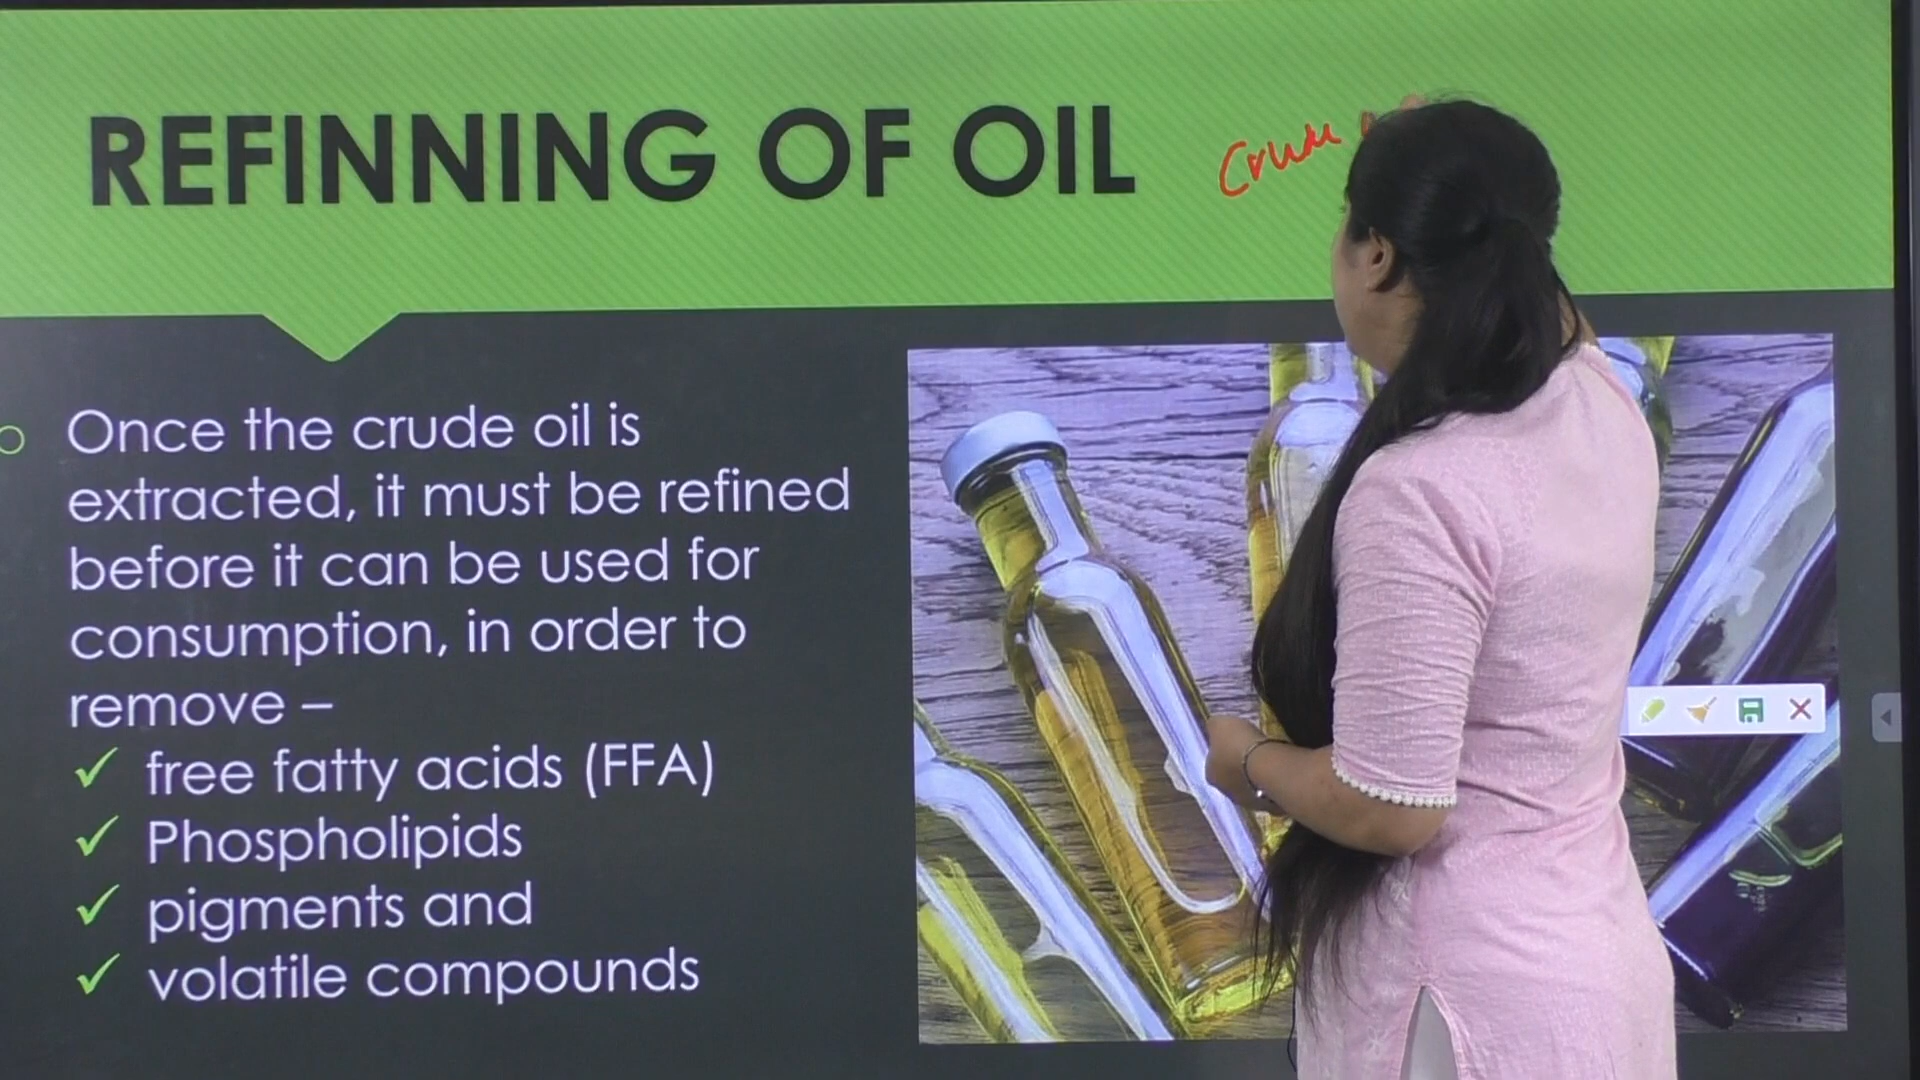 REFINNING OF OIL
Crude
Once the crude oil is
extracted, it must be refined
before it can be used for
consumption, in order to
remove –
✓ free fatty acids (FFA)
✓ Phospholipids
✓ pigments and
✓ volatile compounds